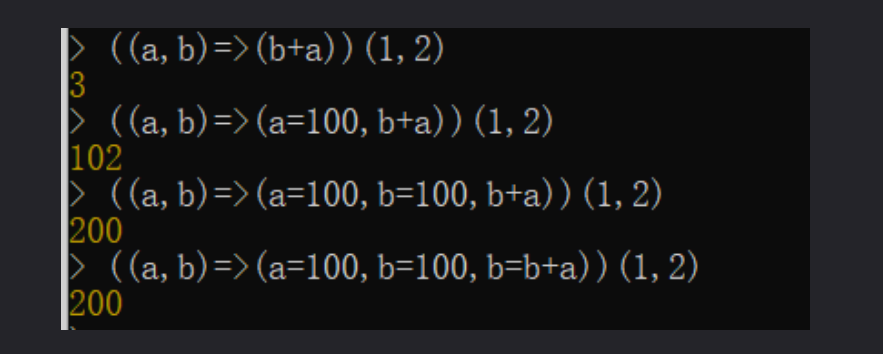 > ((a, b)=>(b+a))(1, 2)
3
> ((a, b)=>(a=100, b+a))(1, 2)
102
> ((a, b)=>(a=100, b=100, b+a))(1, 2)
200
> ((a, b)=>(a=100, b=100, b=b+a))(1, 2)
200